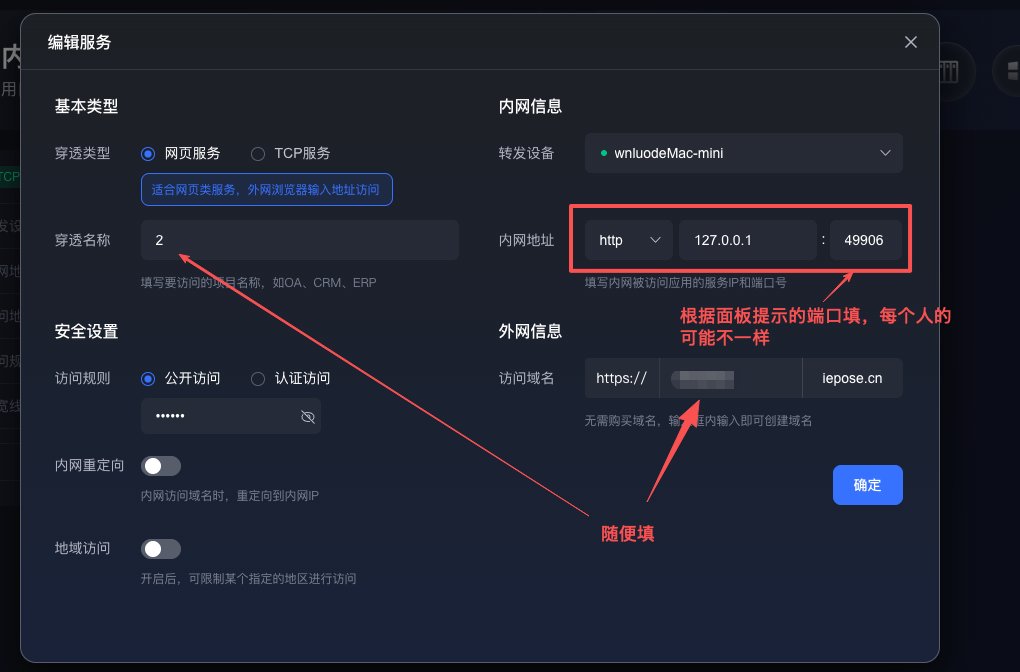 编辑服务
基本类型
穿透类型
网页服务
TCP服务
适合网页类服务，外网浏览器输入地址访问
穿透名称
2
填写要访问的项目名称，如OA、CRM、ERP
安全设置
访问规则
公开访问
认证访问
••••••
内网重定向
内网访问域名时，重定向到内网IP
地域访问
开启后，可限制某个指定的地区进行访问
内网信息
转发设备
wnluodeMac-mini
内网地址
http
127.0.0.1
:
49906
填写内网被访问应用的服务IP和端口号
根据面板提示的端口填，每个人的
可能不一样
外网信息
访问域名
https://
iepose.cn
无需购买域名，输 框内输入即可创建域名
确定
随便填
TCP